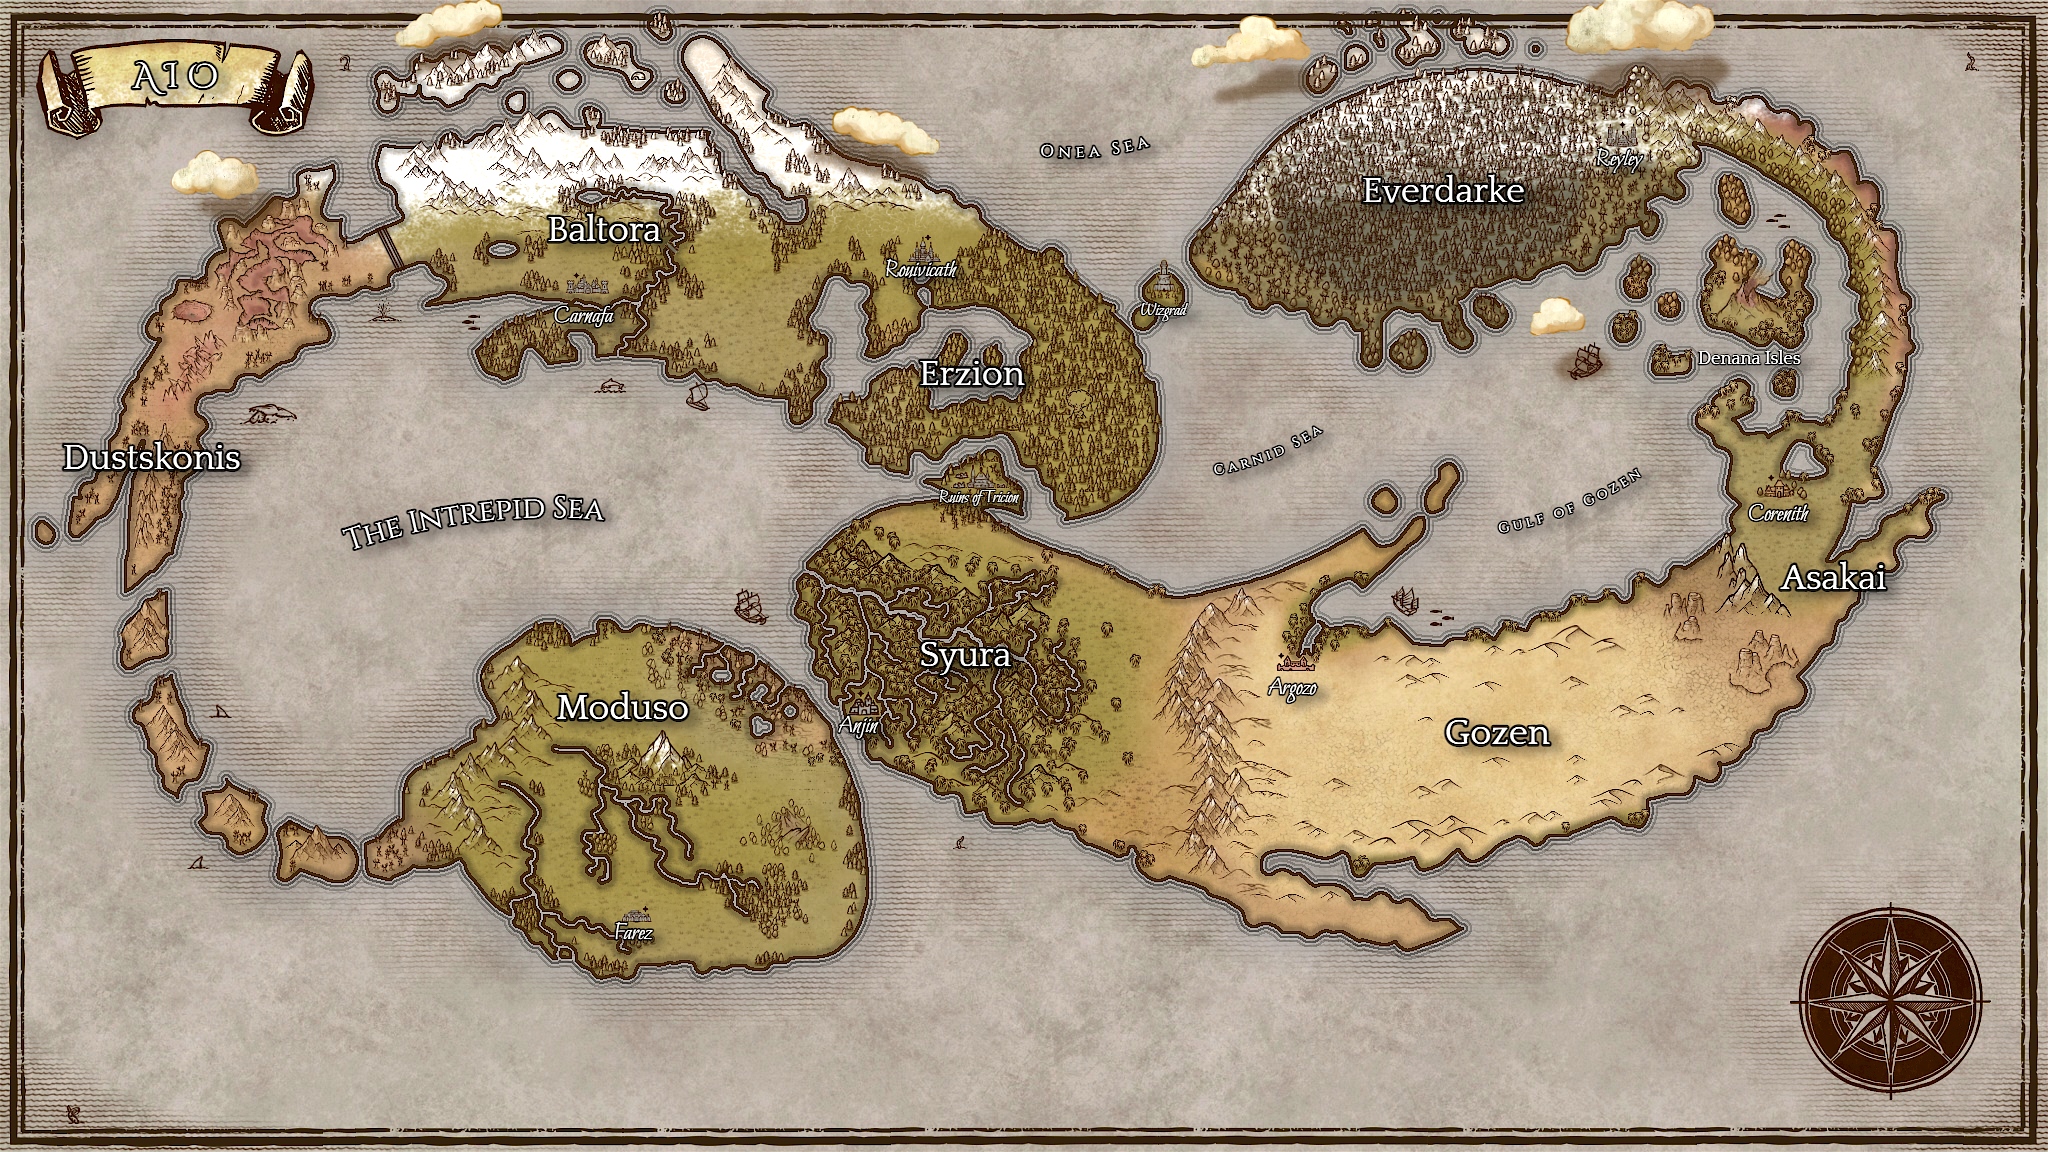 AIO
Onea Sea
Reyley
Everdarke
Baltora
Rouivicath
Wizgrad
Carnafa
Denana Isles
Erzion
Carnid Sea
Dustskonis
Ruins of Tricion
Gulf of Gozen
The Intrepid Sea
Corenith
Asakai
Syura
Argozo
Moduso
Anjin
Gozen
Farez